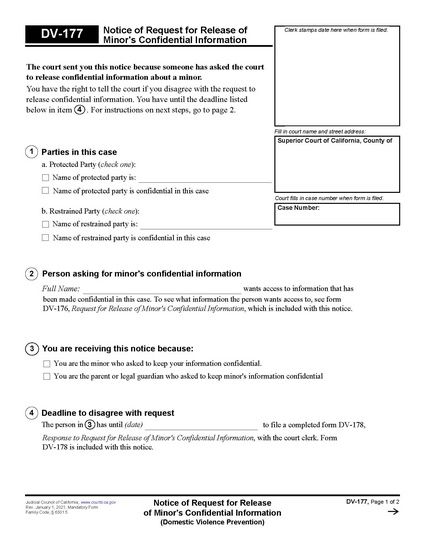 DV-177
Notice of Request for Release of
Minor's Confidential Information
Clerk stamps date here when form is filed.
The court sent you this notice because someone has asked the court
to release confidential information about a minor.
You have the right to tell the court if you disagree with the request to
release confidential information. You have until the deadline listed
below in item 4. For instructions on next steps, go to page 2.
Fill in court name and street address:
Superior Court of California, County of
Court fills in case number when form is filed.
Case Number:
1 Parties in this case
a. Protected Party (check one):
Name of protected party is:
Name of protected party is confidential in this case
b. Restrained Party (check one):
Name of restrained party is:
Name of restrained party is confidential in this case
2 Person asking for minor's confidential information
Full Name: wants access to information that has
been made confidential in this case. To see what information the person wants access to, see form
DV-176, Request for Release of Minor's Confidential Information, which is included with this notice.
3 You are receiving this notice because:
You are the minor who asked to keep your information confidential.
You are the parent or legal guardian who asked to keep minor's information confidential
4 Deadline to disagree with request
The person in 3 has until (date) to file a completed form DV-178,
Response to Request for Release of Minor's Confidential Information, with the court clerk. Form
DV-178 is included with this notice.
Judicial Council of California, www.courts.ca.gov
Rev. January 1, 2021, Mandatory Form
Family Code, § 6301.5
Notice of Request for Release
of Minor's Confidential Information
(Domestic Violence Prevention)
DV-177, Page 1 of 2